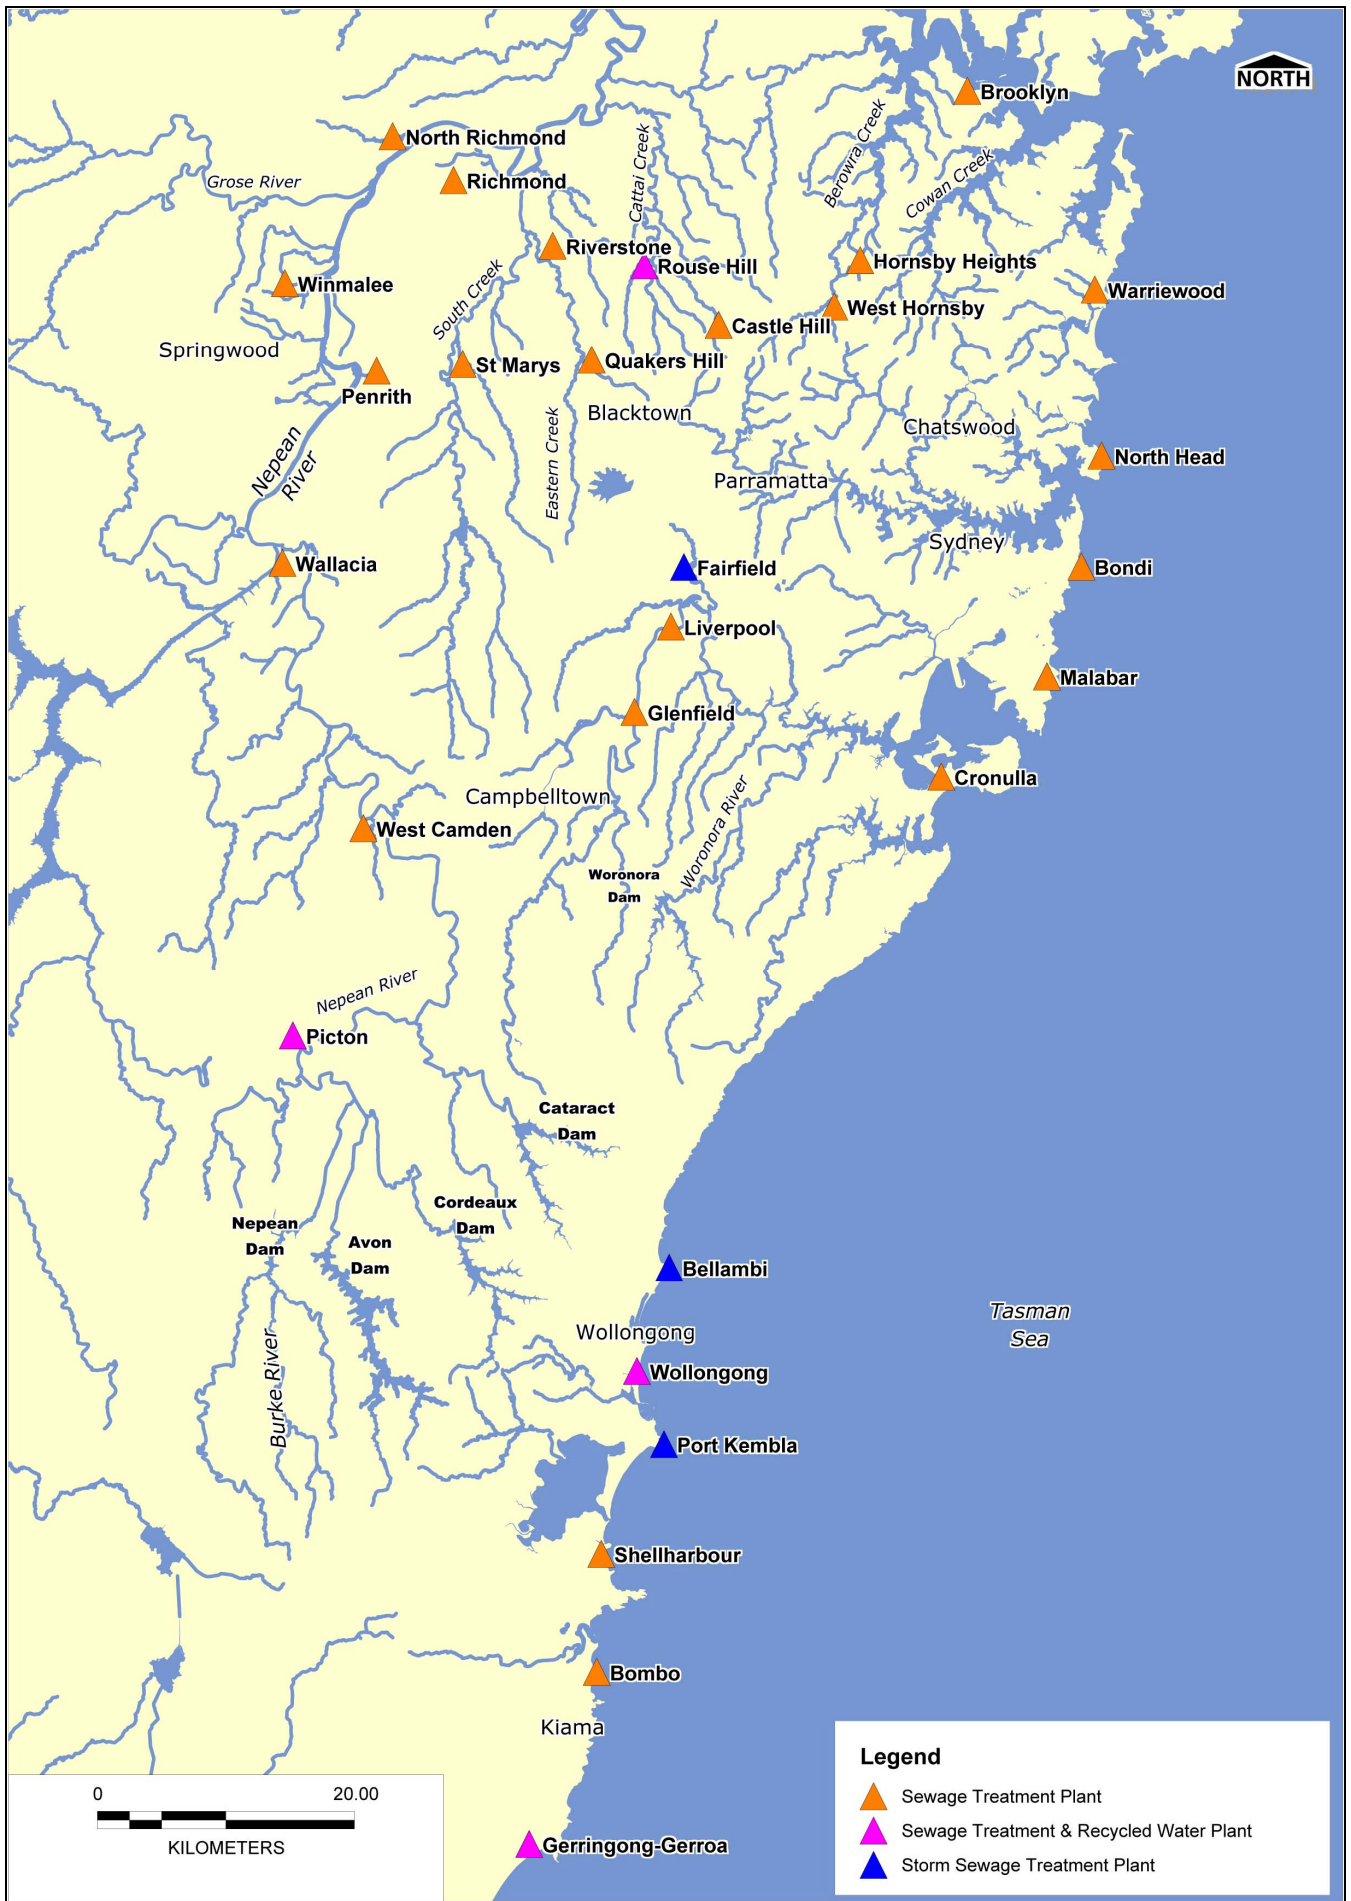 NORTH
Brooklyn
North Richmond
Berowra Creek
Cattai Creek
Cowan Creek
Grose River
Richmond
Riverstone
Rouse Hill
Hornsby Heights
Winmalee
South Creek
Warriewood
West Hornsby
Castle Hill
Springwood
St Marys
Quakers Hill
Penrith
Blacktown
Chatswood
Eastern Creek
Nepean
River
North Head
Parramatta
Sydney
Wallacia
Fairfield
Bondi
Liverpool
Malabar
Glenfield
Cronulla
Campbelltown
Woronora River
West Camden
Woronora
Dam
Nepean River
Picton
Cataract
Dam
Cordeaux
Dam
Nepean
Dam
Avon
Dam
Bellambi
Tasman
Sea
Wollongong
Burke River
Wollongong
Port Kembla
Shellharbour
Bombo
Kiama
Gerringong-Gerroa
0 20.00
KILOMETERS
Legend
Sewage Treatment Plant
Sewage Treatment & Recycled Water Plant
Storm Sewage Treatment Plant